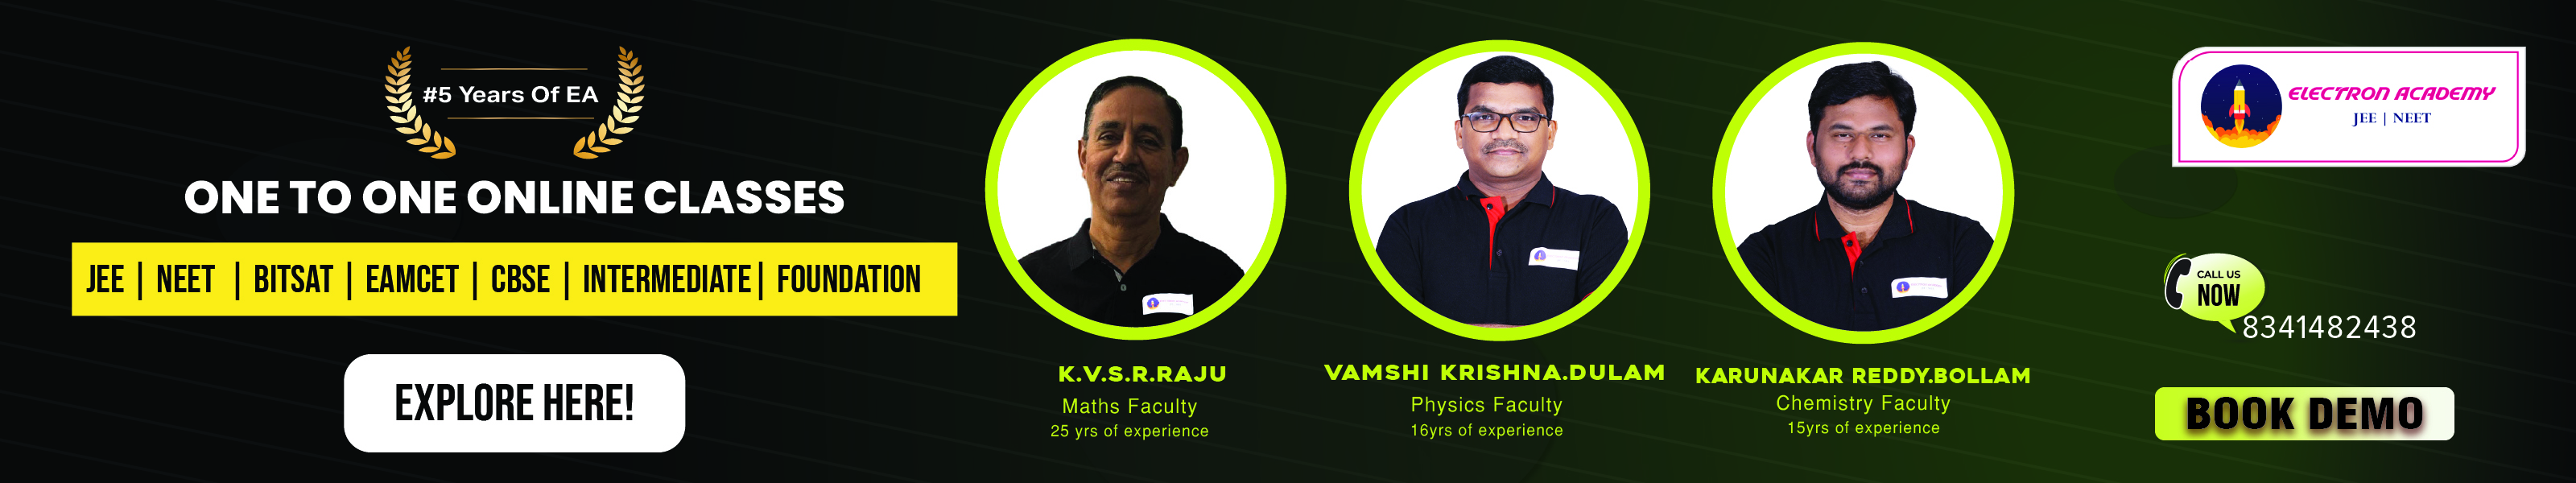 #5 Years Of EA
ONE TO ONE ONLINE CLASSES
JEE | NEET | BITSAT | EAMCET | CBSE | INTERMEDIATE | FOUNDATION
EXPLORE HERE!
K.V.S.R.RAJU
Maths Faculty
25 yrs of experience
VAMSHI KRISHNA.DULAM
Physics Faculty
16yrs of experience
KARUNAKAR REDDY.BOLLAM
Chemistry Faculty
15yrs of experience
ELECTRON ACADEMY
JEE | NEET
CALL US
NOW
8341482438
BOOK DEMO